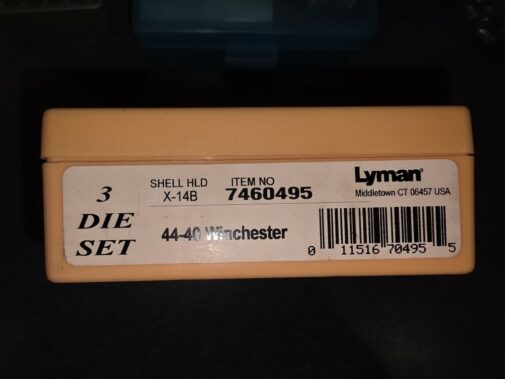 3
DIE
SET
SHELL HLD
X-14B
ITEM NO
7460495
44-40 Winchester
Lyman®
Middletown CT 06457 USA
0 11516 70495 5